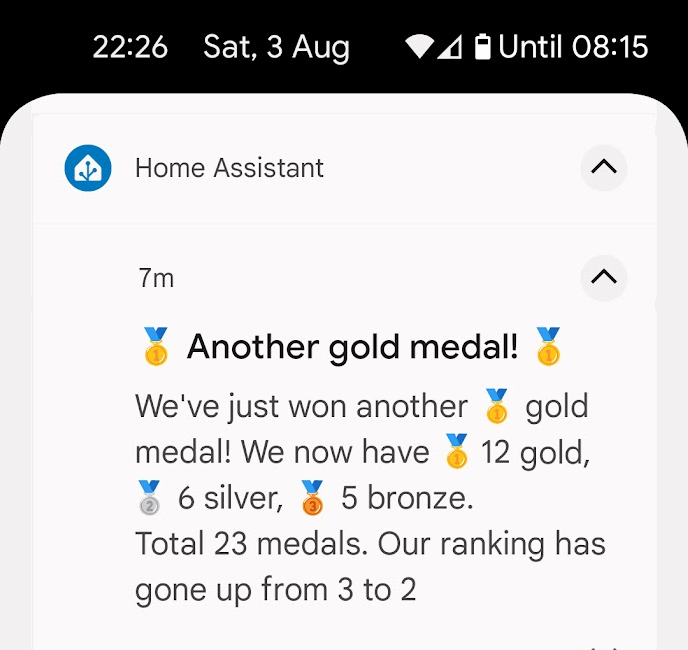 22:26 Sat, 3 Aug Until 08:15
Home Assistant
7m
🥇 Another gold medal! 🥇
We've just won another 🥇 gold
medal! We now have 🥇 12 gold,
🥈 6 silver, 🥉 5 bronze.
Total 23 medals. Our ranking has
gone up from 3 to 2